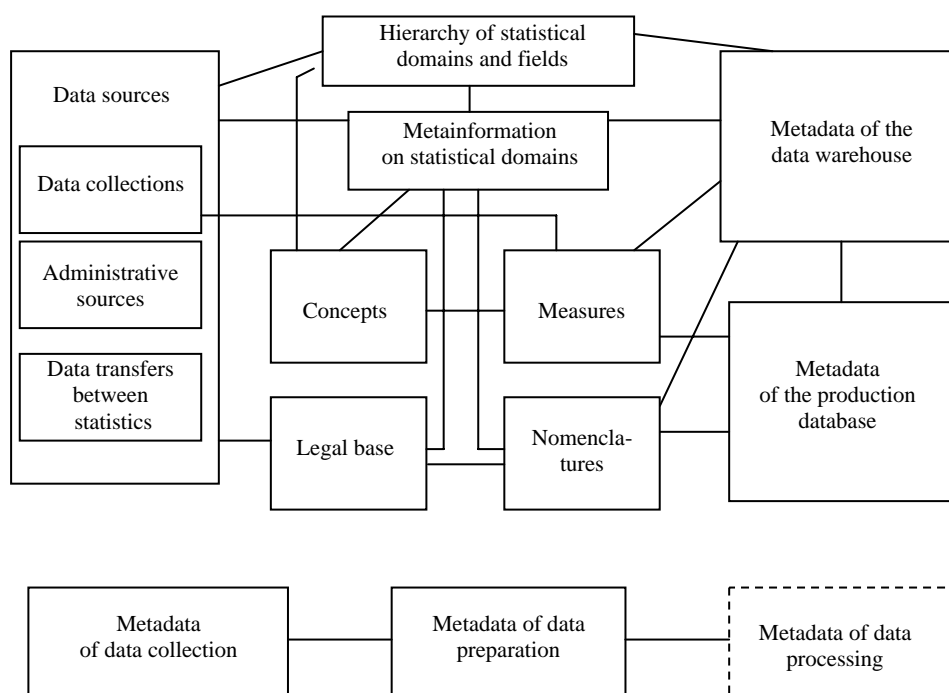 Hierarchy of statistical
domains and fields
Data sources
Metainformation
on statistical domains
Metadata of the
data warehouse
Data collections
Administrative
sources
Concepts
Measures
Data transfers
between
statistics
Metadata
of the production
database
Legal base
Nomencla-
tures
Metadata
of data collection
Metadata of data
preparation
Metadata of data
processing